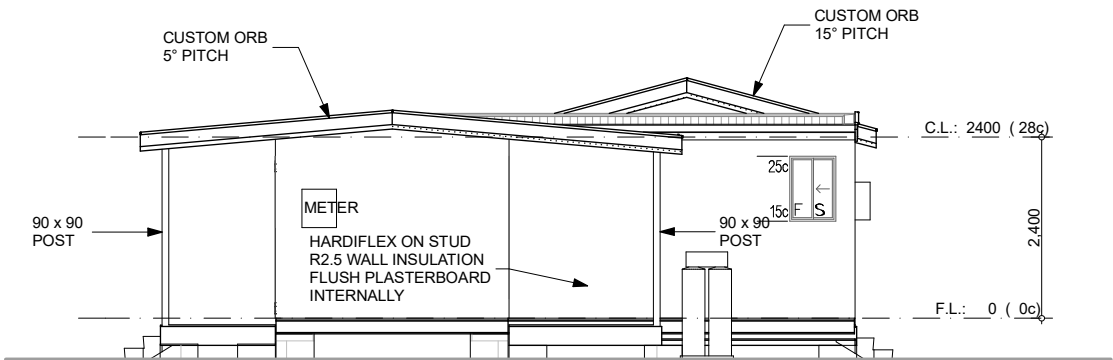 CUSTOM ORB
5° PITCH
CUSTOM ORB
15° PITCH
C.L.: 2400 ( 28c)
25c
15c F S
METER
90 x 90
POST
90 x 90
POST
HARDIFLEX ON STUD
R2.5 WALL INSULATION
FLUSH PLASTERBOARD
INTERNALLY
2,400
F.L.: 0 ( 0c)